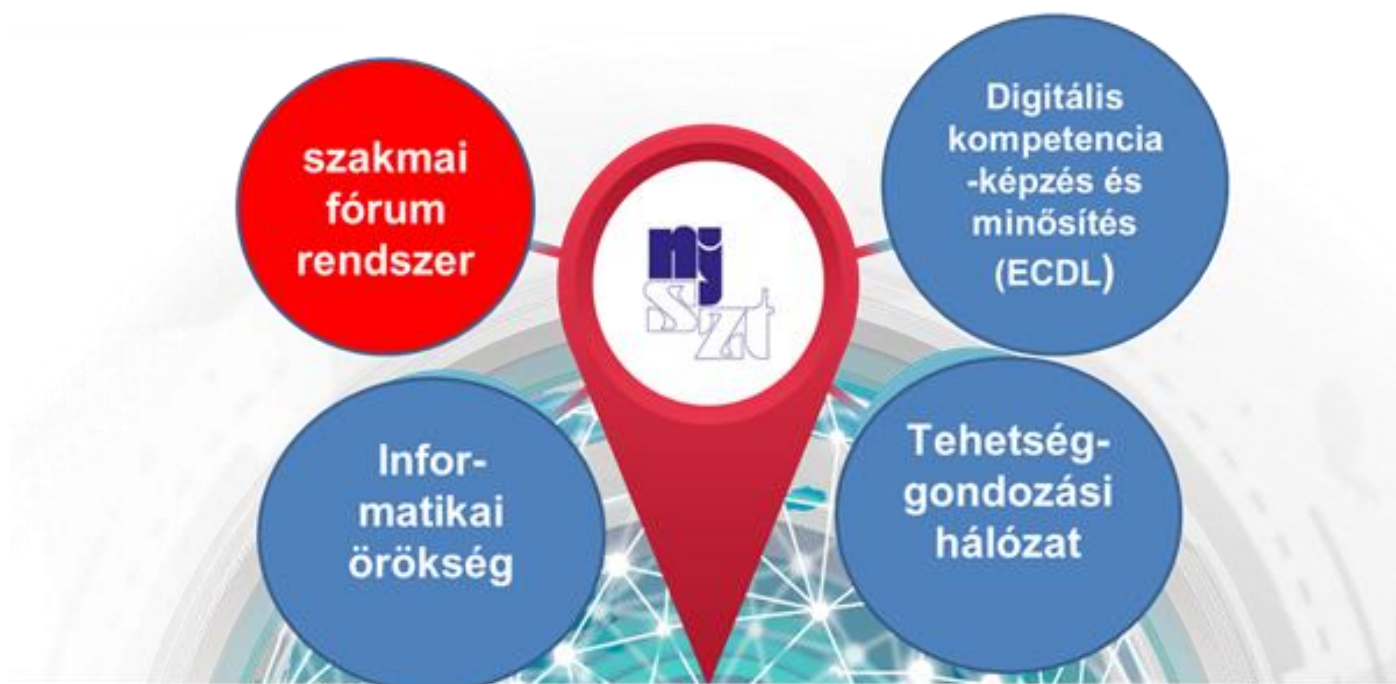 szakmai
fórum
rendszer
Digitális
kompetencia
-képzés és
minősítés
(ECDL)
nj
szt
Infor-
matikai
örökség
Tehetség-
gondozási
hálózat